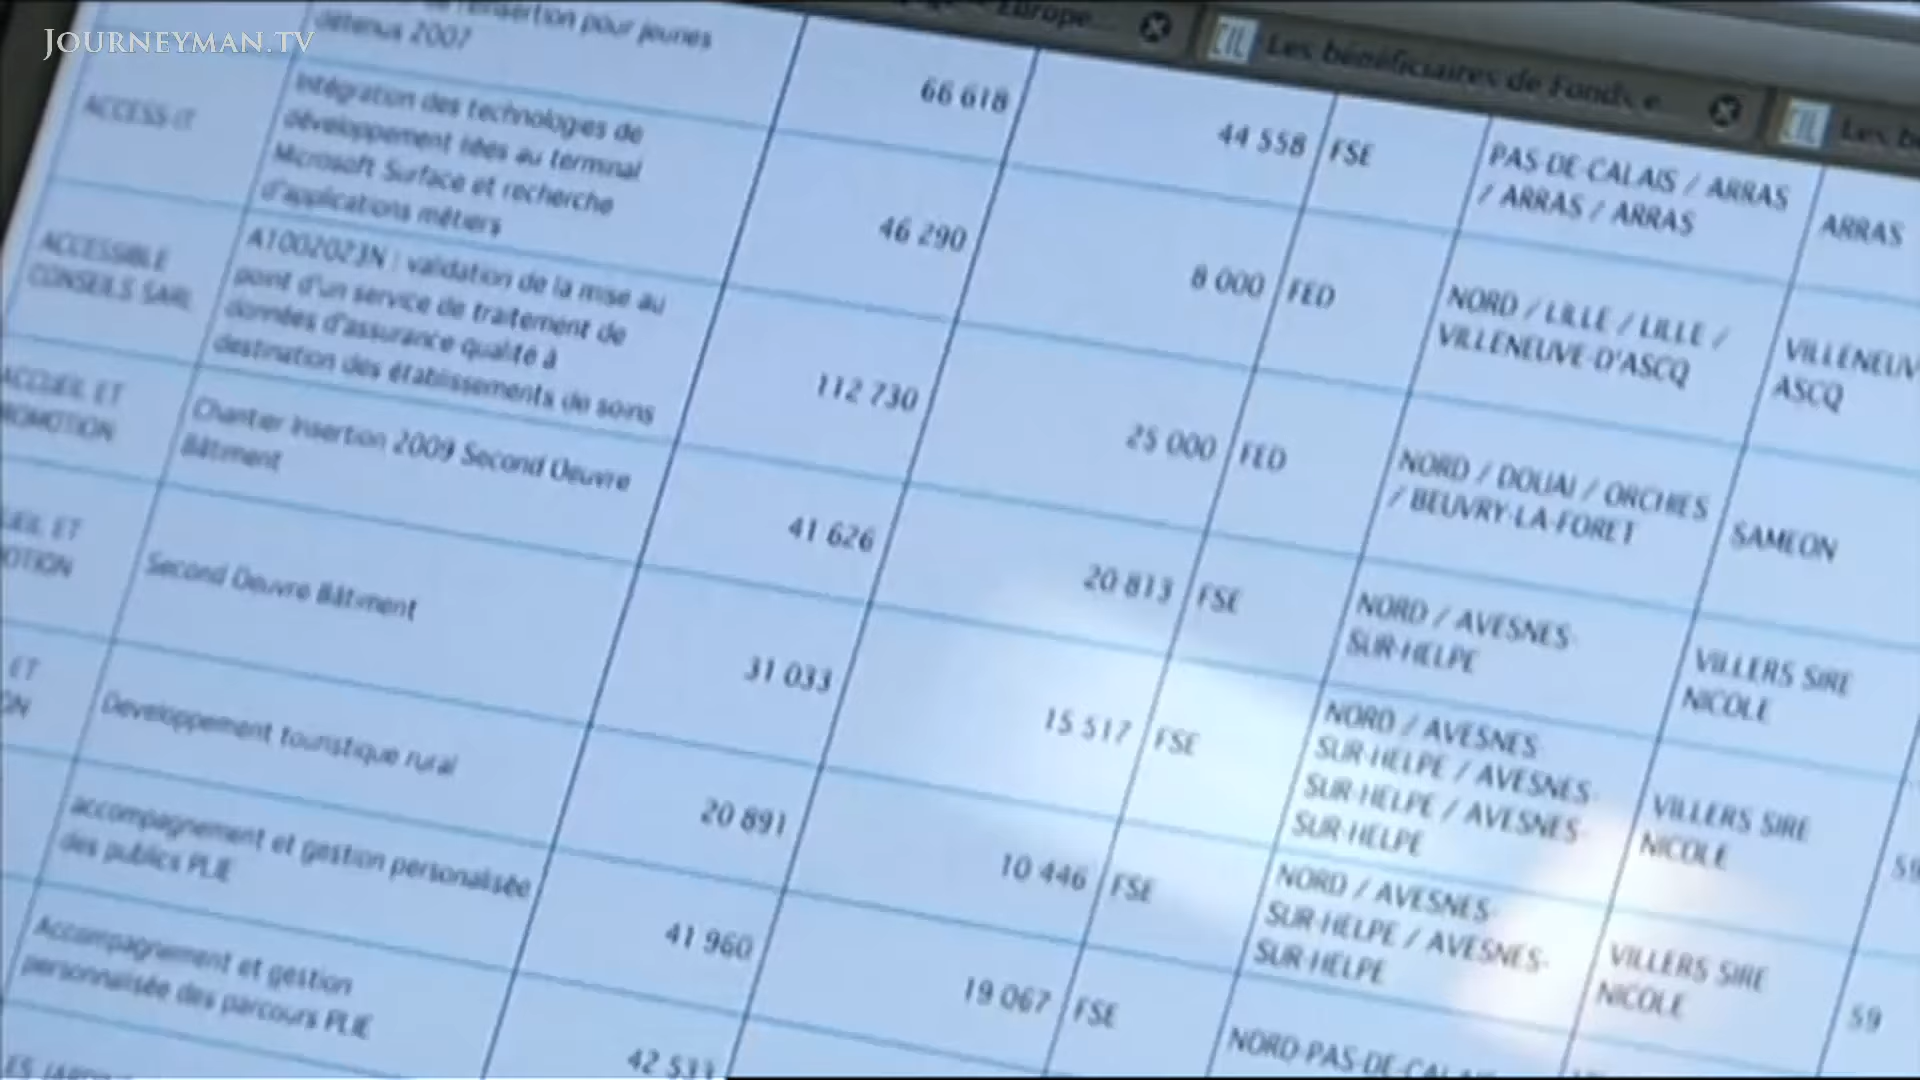 JOURNEYMAN.TV
Europe...
Les bénéficiaires de Fonds e...
insertion pour jeunes
détenus 2007
66 618
44 558
FSE
PAS-DE-CALAIS / ARRAS
/ ARRAS / ARRAS
ARRAS
ACCESS-IT
Intégration des technologies de
développement liées au terminal
Microsoft Surface et recherche
d'applications métiers
46 290
8 000
FED
NORD / LILLE / LILLE /
VILLENEUVE-D'ASCQ
VILLENEUV
ASCQ
ACCESSIBLE
CONSEILS SARL
A1002023N : validation de la mise au
point d'un service de traitement de
données d'assurance qualité à
destination des établissements de soins
112 730
25 000
FED
NORD / DOUAI / ORCHIES
/ BEUVRY-LA-FORET
SAMEON
ACCUEIL ET
ROMOTION
Chantier Insertion 2009 Second Oeuvre
Bâtiment
41 626
20 813
FSE
NORD / AVESNES-
SUR-HELPE
VILLERS SIRE
NICOLE
UEIL ET
OTION
Second Oeuvre Bâtiment
31 033
15 517
FSE
NORD / AVESNES-
SUR-HELPE / AVESNES-
SUR-HELPE / AVESNES-
SUR-HELPE
VILLERS SIRE
NICOLE
59
ET
ON
Developpement touristique rural
20 891
10 446
FSE
NORD / AVESNES-
SUR-HELPE / AVESNES-
SUR-HELPE
VILLERS SIRE
NICOLE
59
accompagnement et gestion personalisée
des publics PLIE
41 960
19 067
FSE
NORD-PAS-DE-CALAIS
Accompagnement et gestion
personnalisée des parcours PLIE
42 533